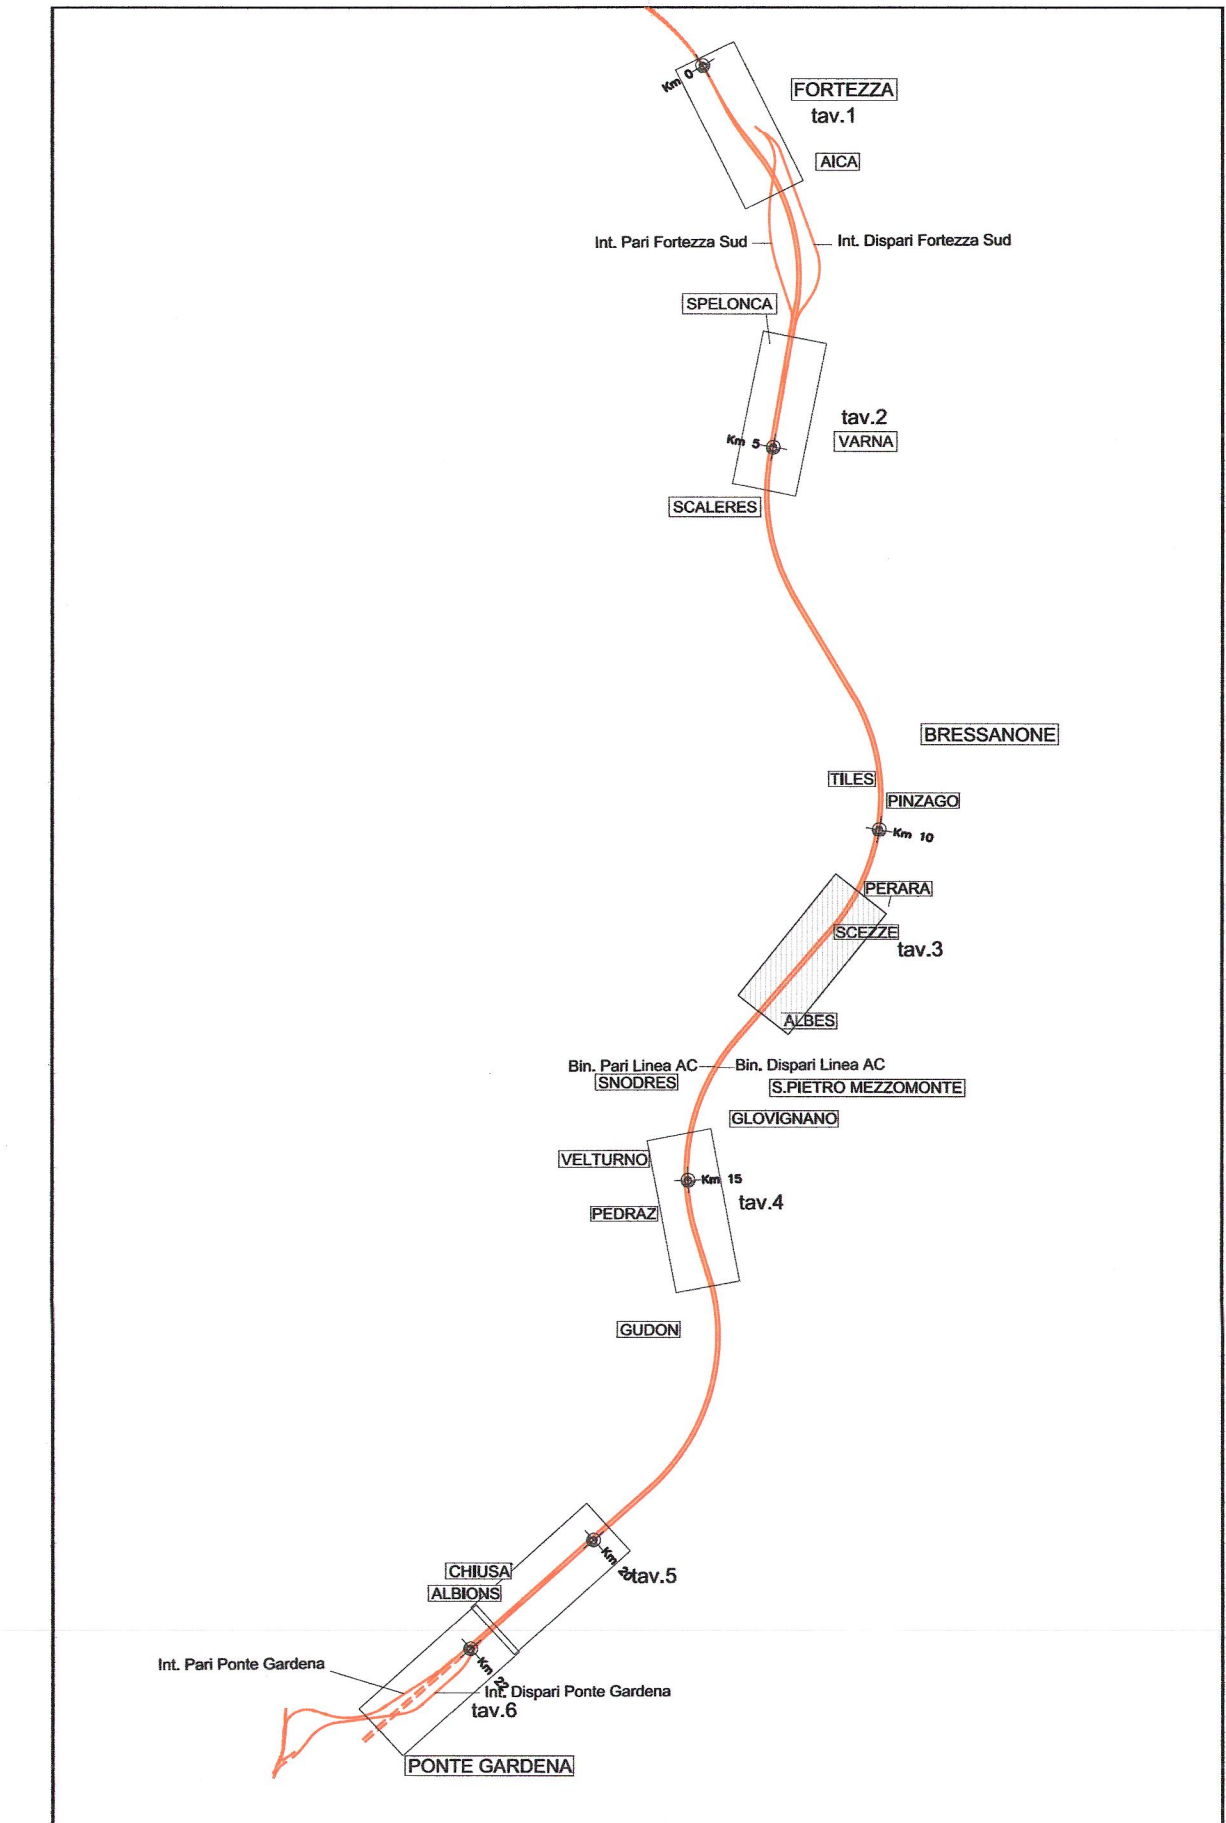 Km 0
FORTEZZA
tav.1
AICA
Int. Pari Fortezza Sud
Int. Dispari Fortezza Sud
SPELONCA
tav.2
Km 5
VARNA
SCALERES
BRESSANONE
TILES
PINZAGO
Km 10
PERARA
SCEZZE
tav.3
ALBES
Bin. Pari Linea AC
Bin. Dispari Linea AC
SNODRES
S.PIETRO MEZZOMONTE
GLOVIGNANO
VELTURNO
Km 15
tav.4
PEDRAZ
GUDON
Km 20
tav.5
CHIUSA
ALBIONS
Int. Pari Ponte Gardena
Km 22
Int. Dispari Ponte Gardena
tav.6
PONTE GARDENA